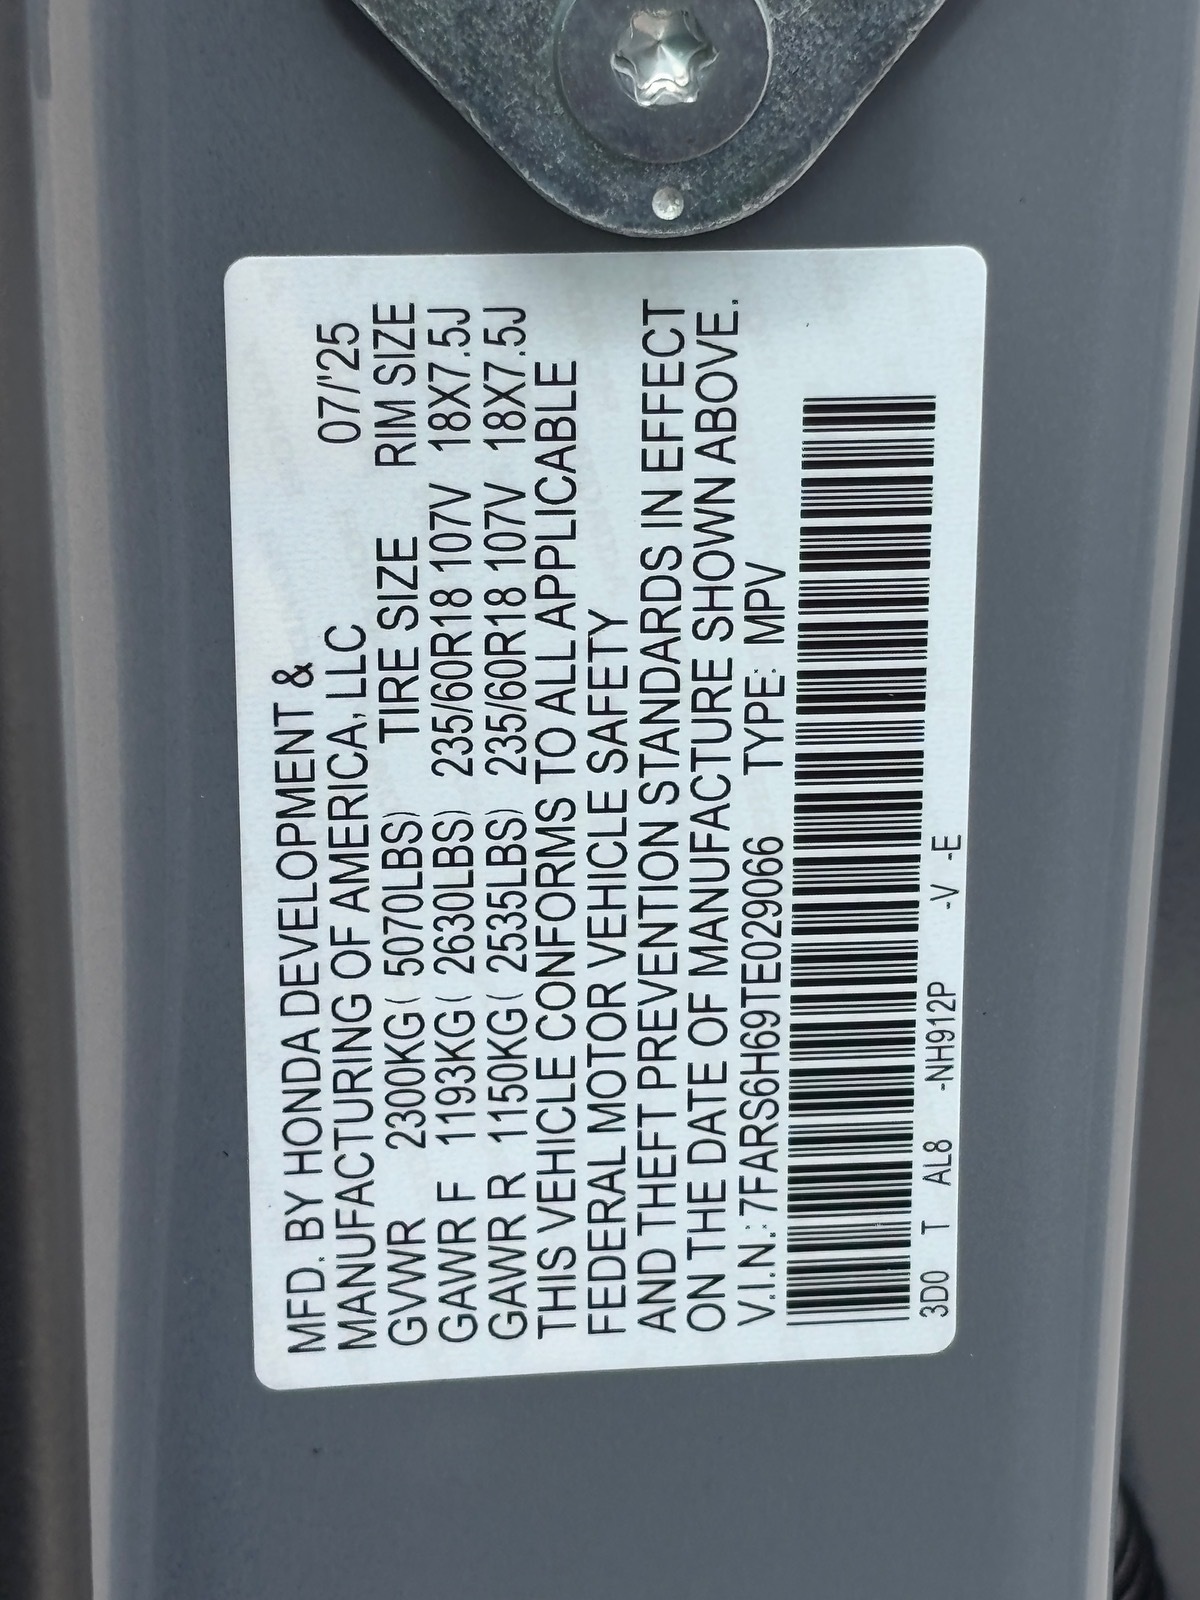 MFD. BY HONDA DEVELOPMENT &
MANUFACTURING OF AMERICA, LLC 07/'25
GVWR 2300KG( 5070LBS) TIRE SIZE RIM SIZE
GAWR F 1193KG( 2630LBS) 235/60R18 107V 18X7.5J
GAWR R 1150KG( 2535LBS) 235/60R18 107V 18X7.5J
THIS VEHICLE CONFORMS TO ALL APPLICABLE
FEDERAL MOTOR VEHICLE SAFETY
AND THEFT PREVENTION STANDARDS IN EFFECT
ON THE DATE OF MANUFACTURE SHOWN ABOVE.
V.I.N.: 7FARS6H69TE029066 TYPE: MPV
3D0 T AL8 -NH912P -V -E